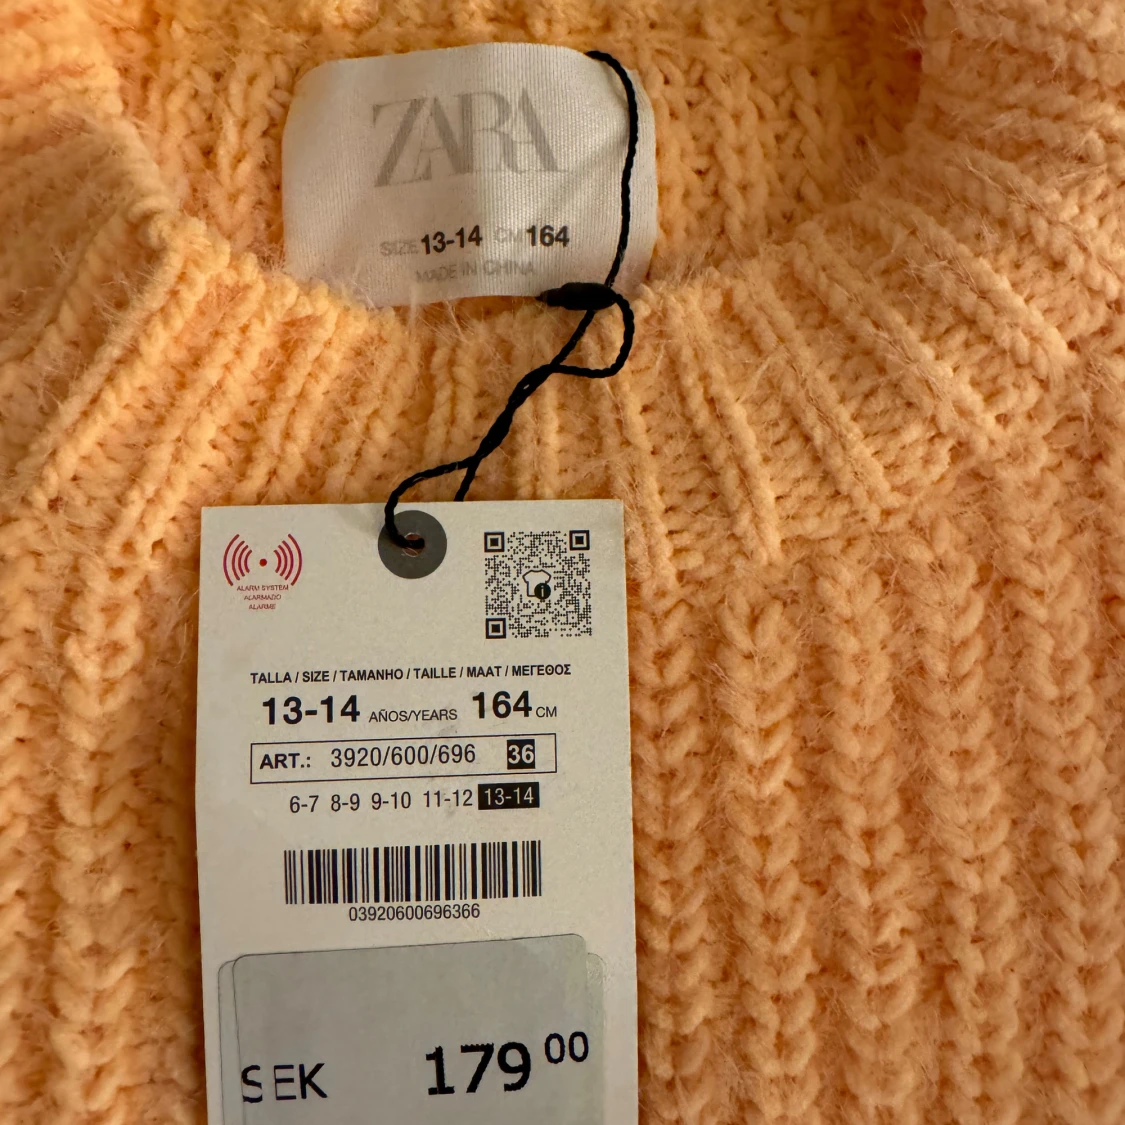 ZARA
SIZE 13-14 CM 164
MADE IN CHINA
ALARM SYSTEM
ALARMADO
ALARME
TALLA / SIZE / TAMANHO / TAILLE / MAAT / ΜΕΓΕΘΟΣ
13-14 AÑOS/YEARS 164 CM
ART.: 3920/600/696 36
6-7 8-9 9-10 11-12 13-14
03920600696366
SEK 179 00